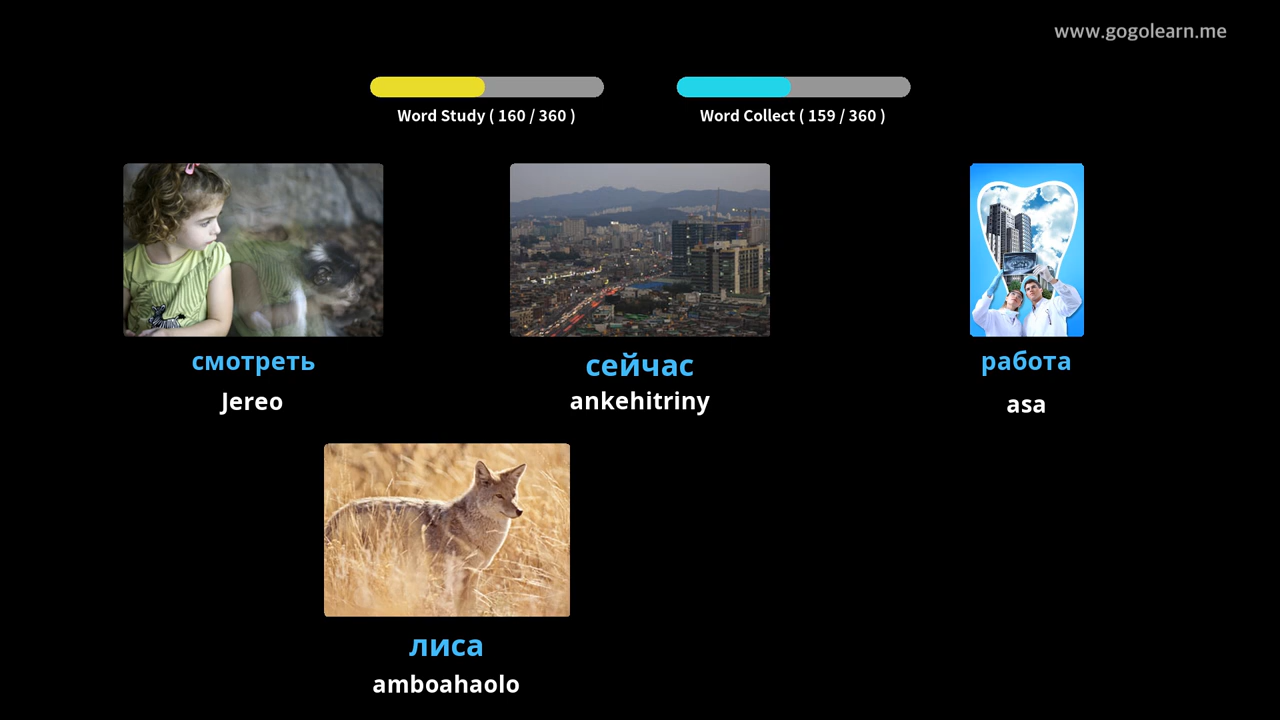 www.gogolearn.me
Word Study ( 160 / 360 )
Word Collect ( 159 / 360 )
смотреть
Jereo
сейчас
ankehitriny
работа
asa
лиса
amboahaolo